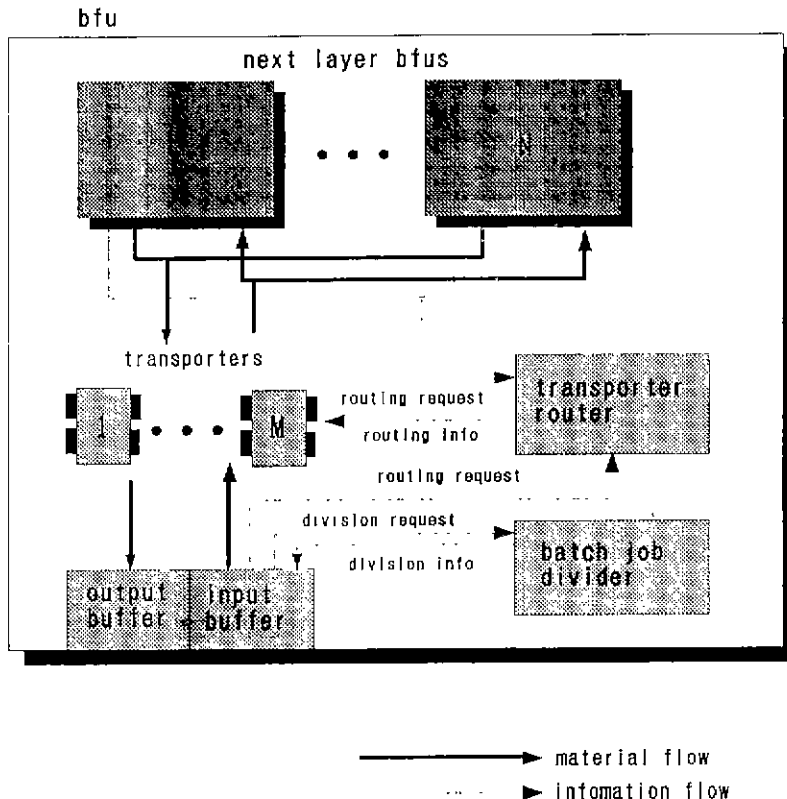 bfu
next layer bfus
N
transporters
1
M
routing request
routing info
transporter
router
routing request
division request
division info
batch job
divider
output
buffer
input
buffer
material flow
infomation flow